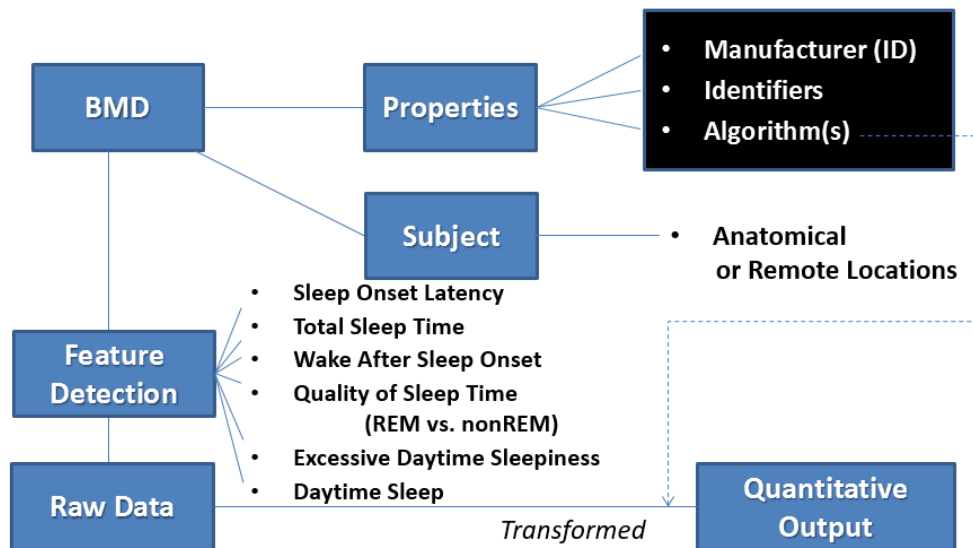 BMD
Properties
• Manufacturer (ID)
• Identifiers
• Algorithm(s)
Subject
• Anatomical
or Remote Locations
Feature
Detection
• Sleep Onset Latency
• Total Sleep Time
• Wake After Sleep Onset
• Quality of Sleep Time
(REM vs. nonREM)
• Excessive Daytime Sleepiness
• Daytime Sleep
Raw Data
Transformed
Quantitative
Output